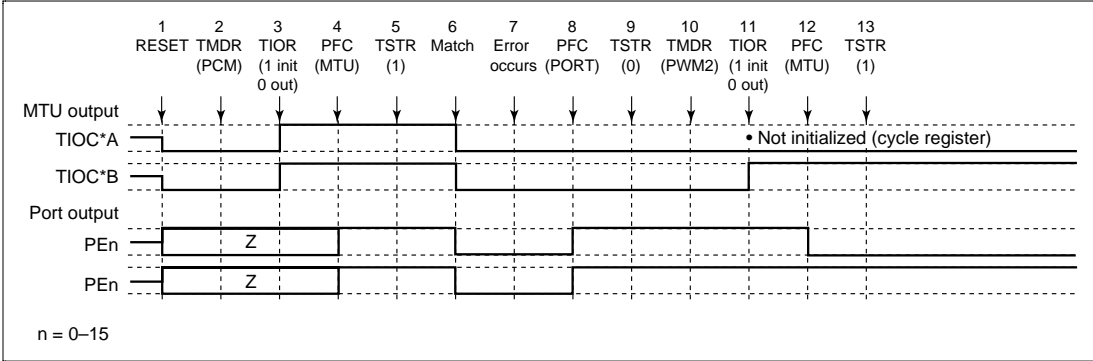 1 2 3 4 5 6 7 8 9 10 11 12 13
RESET TMDR TIOR PFC TSTR Match Error PFC TSTR TMDR TIOR PFC TSTR
(PCM) (1 init (MTU) (1) occurs (PORT) (0) (PWM2) (1 init (MTU) (1)
0 out) 0 out)
MTU output
TIOC*A • Not initialized (cycle register)
TIOC*B
Port output
PEn Z
PEn Z
n = 0–15